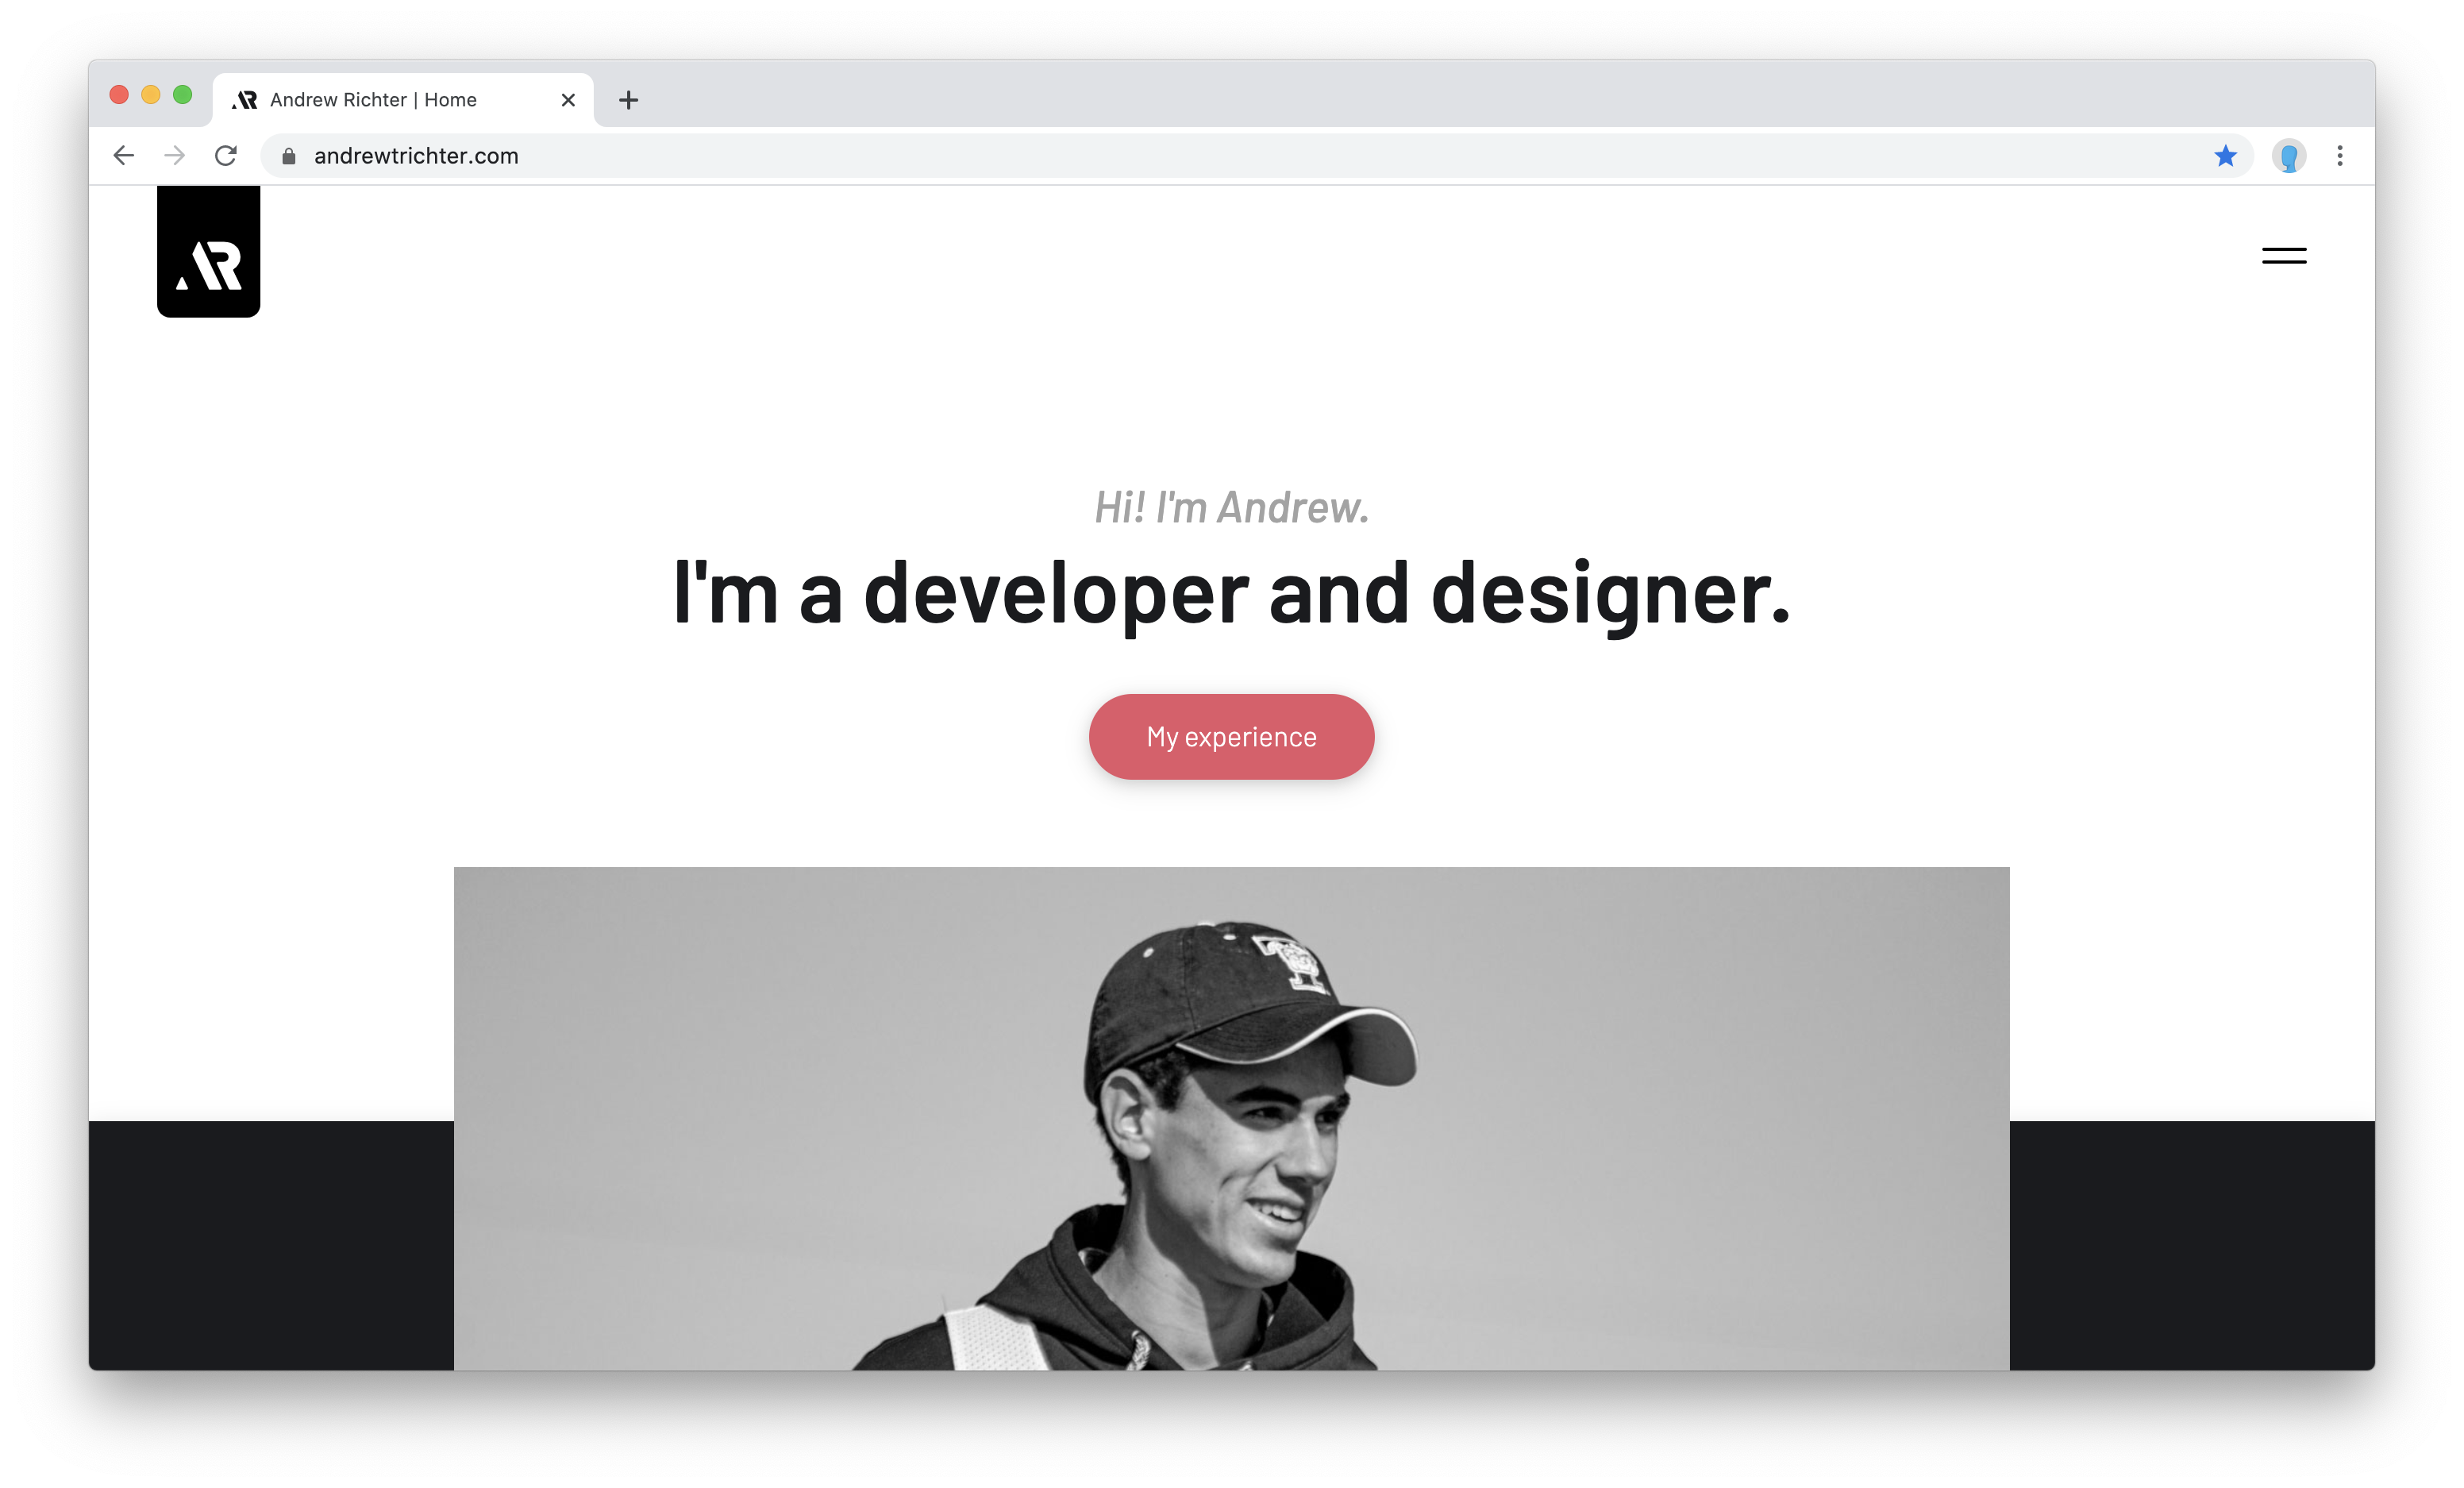 Andrew Richter | Home
andrewtrichter.com
AR
Hi! I'm Andrew.
I'm a developer and designer.
My experience